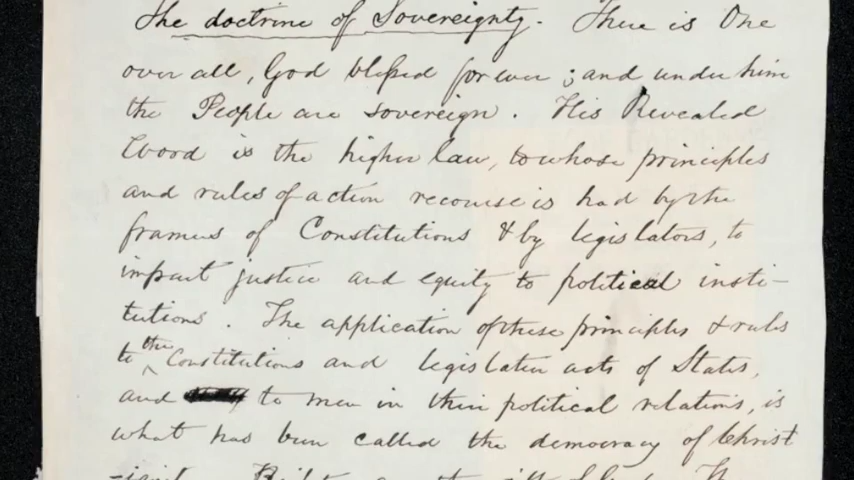 The doctrine of Sovereignty. There is One
over all, God blessed forever; and under him
the People are sovereign. His Revealed
Word is the higher law, to whose principles
and rules of action recourse is had by the
framers of Constitutions & by legislators, to
impart justice and equity to political insti-
tutions. The application of these principles & rules
to the Constitutions and legislative acts of States,
and to men in their political relations, is
what has been called the democracy of Christ